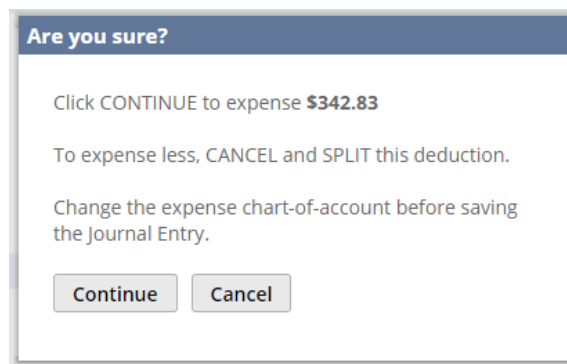 Are you sure?
Click CONTINUE to expense $342.83
To expense less, CANCEL and SPLIT this deduction.
Change the expense chart-of-account before saving
the Journal Entry.
Continue Cancel